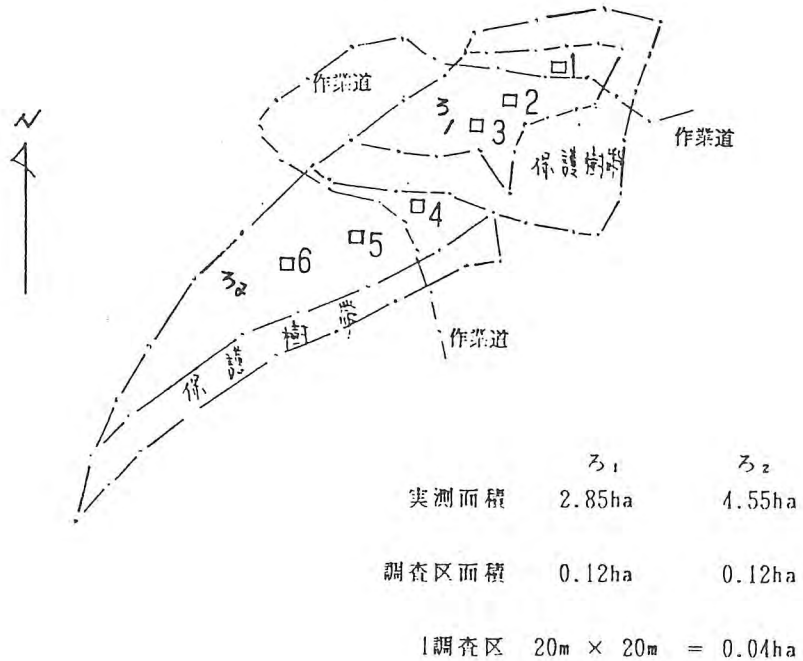 作業道
1
2
ろ1
3
作業道
保護樹帯
N
4
5
6
ろ2
作業道
保護樹帯
ろ1 ろ2
実測面積 2.85ha 4.55ha
調査区面積 0.12ha 0.12ha
1調査区 20m × 20m = 0.04ha